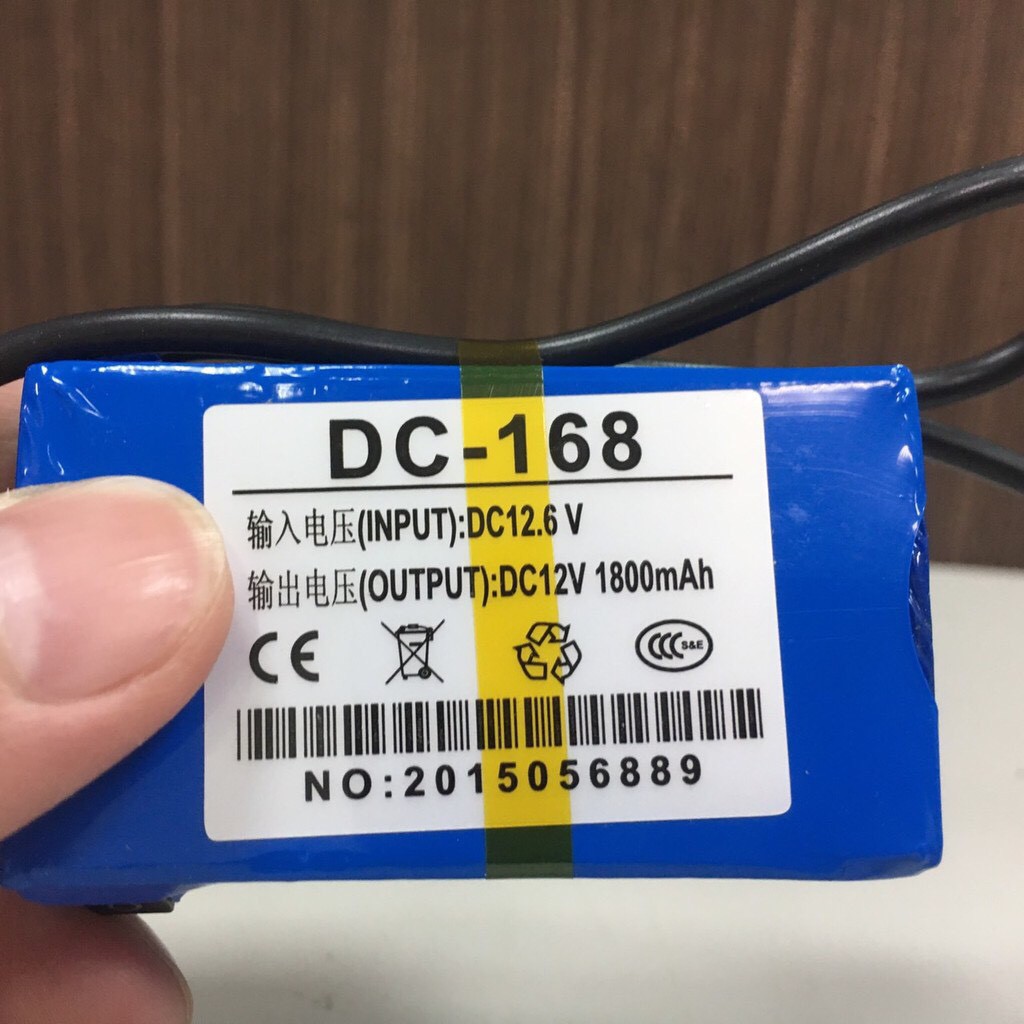 DC-168
输入电压(INPUT):DC12.6 V
输出电压(OUTPUT):DC12V 1800mAh
CE
CCC S&E
NO:2015056889